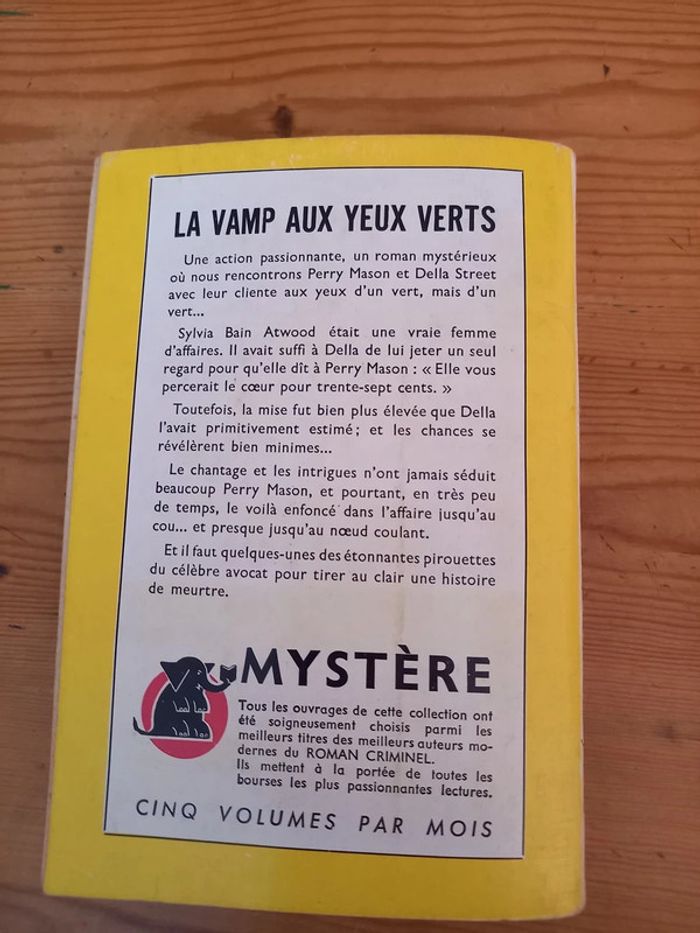 LA VAMP AUX YEUX VERTS
Une action passionnante, un roman mystérieux
où nous rencontrons Perry Mason et Della Street
avec leur cliente aux yeux d'un vert, mais d'un
vert...
Sylvia Bain Atwood était une vraie femme
d'affaires. Il avait suffi à Della de lui jeter un seul
regard pour qu'elle dît à Perry Mason : « Elle vous
percerait le cœur pour trente-sept cents. »
Toutefois, la mise fut bien plus élevée que Della
l'avait primitivement estimé ; et les chances se
révélèrent bien minimes...
Le chantage et les intrigues n'ont jamais séduit
beaucoup Perry Mason, et pourtant, en très peu
de temps, le voilà enfoncé dans l'affaire jusqu'au
cou... et presque jusqu'au nœud coulant.
Et il faut quelques-unes des étonnantes pirouettes
du célèbre avocat pour tirer au clair une histoire
de meurtre.
MYSTÈRE
Tous les ouvrages de cette collection ont
été soigneusement choisis parmi les
meilleurs titres des meilleurs auteurs mo-
dernes du ROMAN CRIMINEL.
Ils mettent à la portée de toutes les
bourses les plus passionnantes lectures.
CINQ VOLUMES PAR MOIS